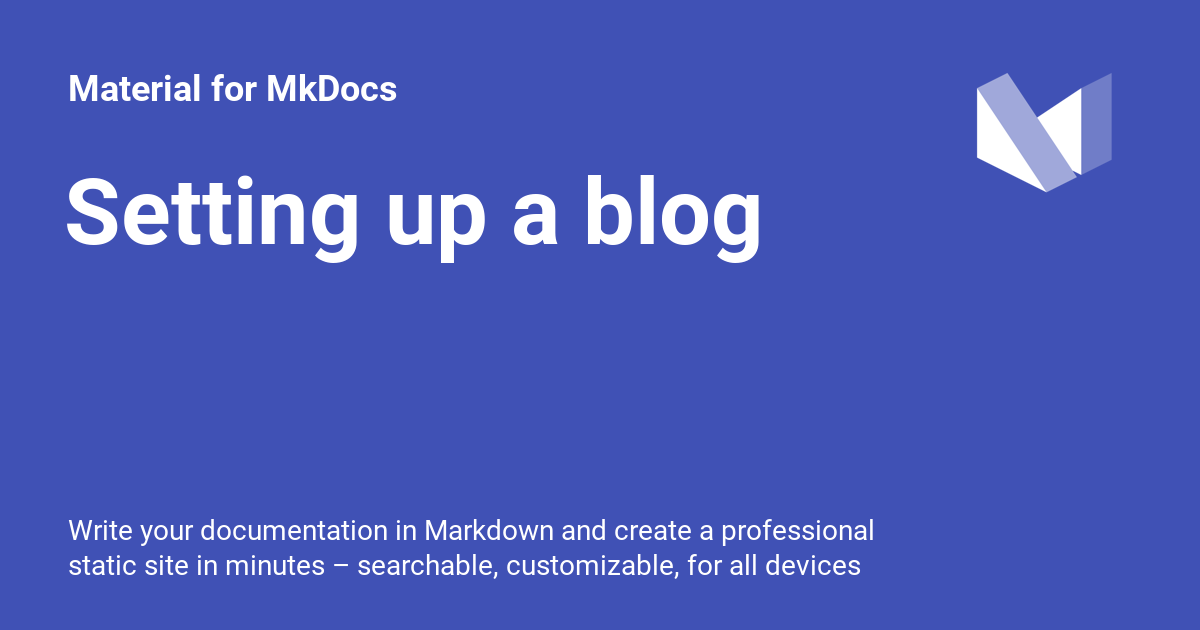 Material for MkDocs
Setting up a blog
Write your documentation in Markdown and create a professional
static site in minutes – searchable, customizable, for all devices